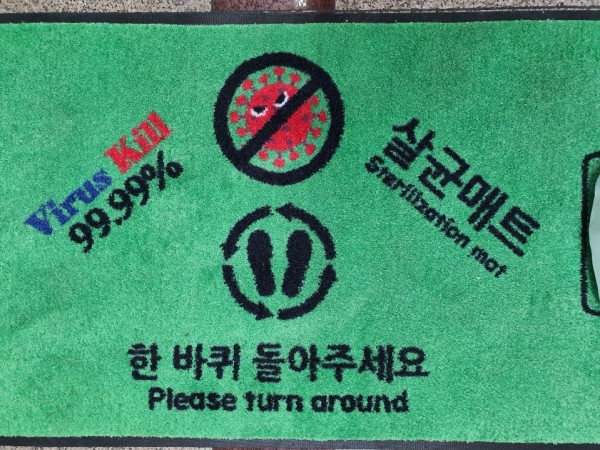 Virus Kill
99.99%
살균매트
Sterilization mat
한 바퀴 돌아주세요
Please turn around